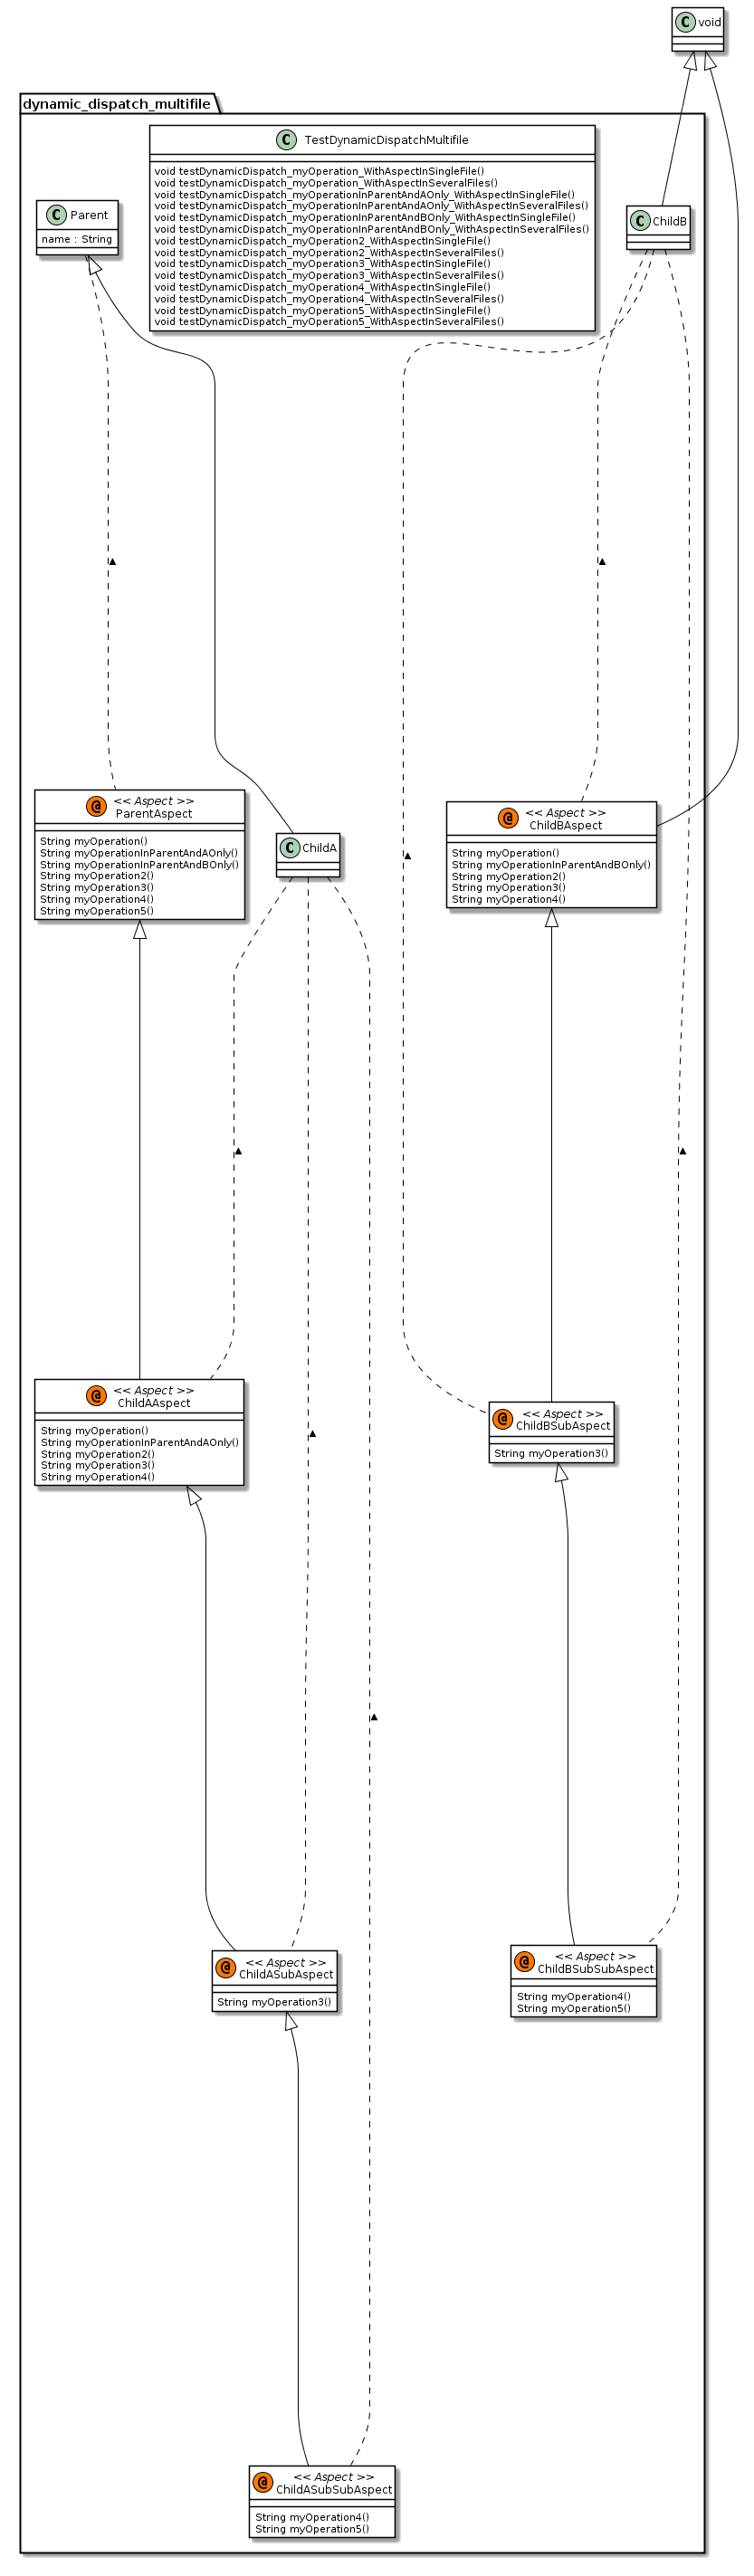 C void
dynamic_dispatch_multifile
C TestDynamicDispatchMultifile
void testDynamicDispatch_myOperation_WithAspectInSingleFile()
void testDynamicDispatch_myOperation_WithAspectInSeveralFiles()
void testDynamicDispatch_myOperationInParentAndAOnly_WithAspectInSingleFile()
void testDynamicDispatch_myOperationInParentAndAOnly_WithAspectInSeveralFiles()
void testDynamicDispatch_myOperationInParentAndBOnly_WithAspectInSingleFile()
void testDynamicDispatch_myOperationInParentAndBOnly_WithAspectInSeveralFiles()
void testDynamicDispatch_myOperation2_WithAspectInSingleFile()
void testDynamicDispatch_myOperation2_WithAspectInSeveralFiles()
void testDynamicDispatch_myOperation3_WithAspectInSingleFile()
void testDynamicDispatch_myOperation3_WithAspectInSeveralFiles()
void testDynamicDispatch_myOperation4_WithAspectInSingleFile()
void testDynamicDispatch_myOperation4_WithAspectInSeveralFiles()
void testDynamicDispatch_myOperation5_WithAspectInSingleFile()
void testDynamicDispatch_myOperation5_WithAspectInSeveralFiles()
C Parent
name : String
C ChildB
@ << Aspect >>
ParentAspect
String myOperation()
String myOperationInParentAndAOnly()
String myOperationInParentAndBOnly()
String myOperation2()
String myOperation3()
String myOperation4()
String myOperation5()
C ChildA
@ << Aspect >>
ChildBAspect
String myOperation()
String myOperationInParentAndBOnly()
String myOperation2()
String myOperation3()
String myOperation4()
@ << Aspect >>
ChildAAspect
String myOperation()
String myOperationInParentAndAOnly()
String myOperation2()
String myOperation3()
String myOperation4()
@ << Aspect >>
ChildBSubAspect
String myOperation3()
@ << Aspect >>
ChildASubAspect
String myOperation3()
@ << Aspect >>
ChildBSubSubAspect
String myOperation4()
String myOperation5()
@ << Aspect >>
ChildASubSubAspect
String myOperation4()
String myOperation5()